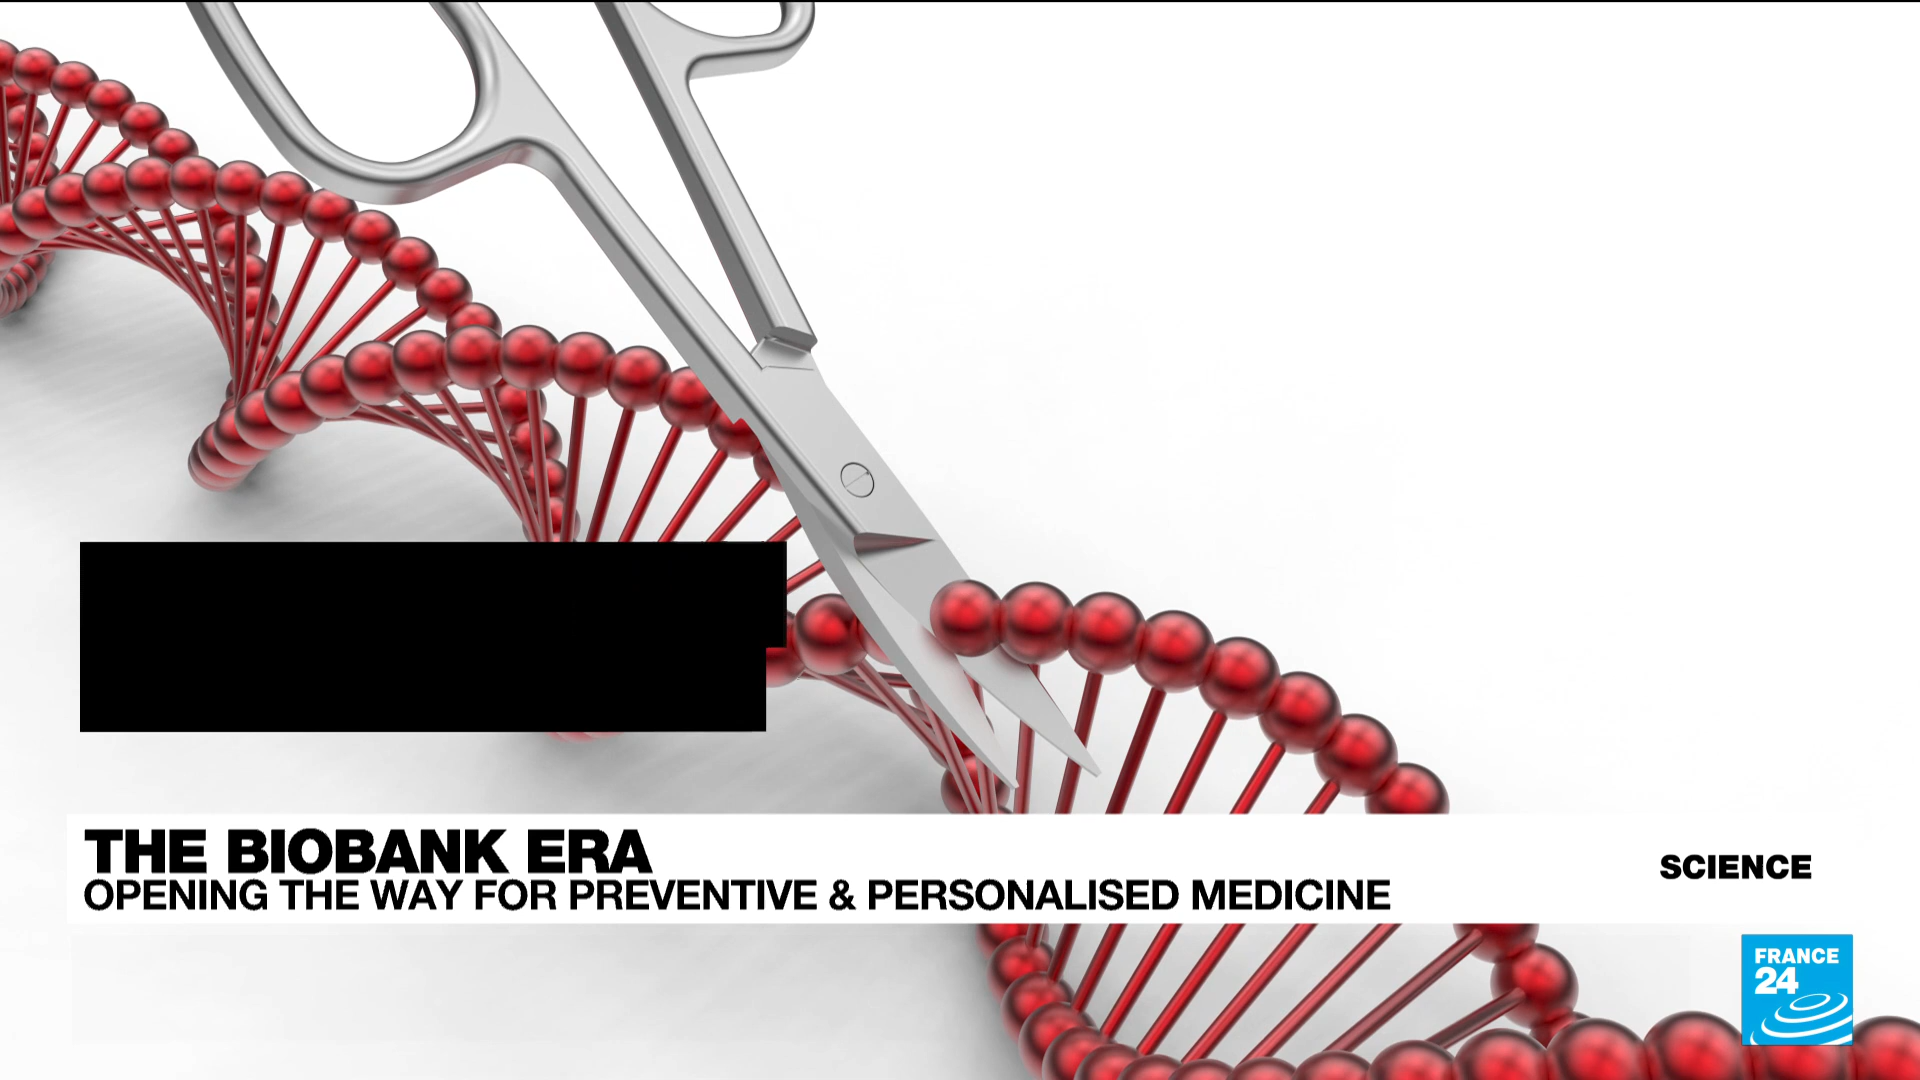 THE BIOBANK ERA
OPENING THE WAY FOR PREVENTIVE & PERSONALISED MEDICINE
SCIENCE
FRANCE
24